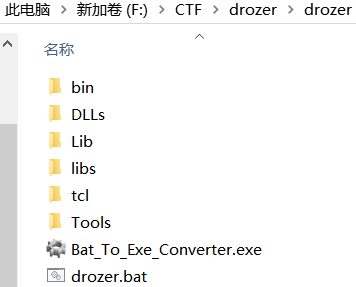 此电脑 > 新加卷 (F:) > CTF > drozer > drozer
名称
bin
DLLs
Lib
libs
tcl
Tools
Bat_To_Exe_Converter.exe
drozer.bat